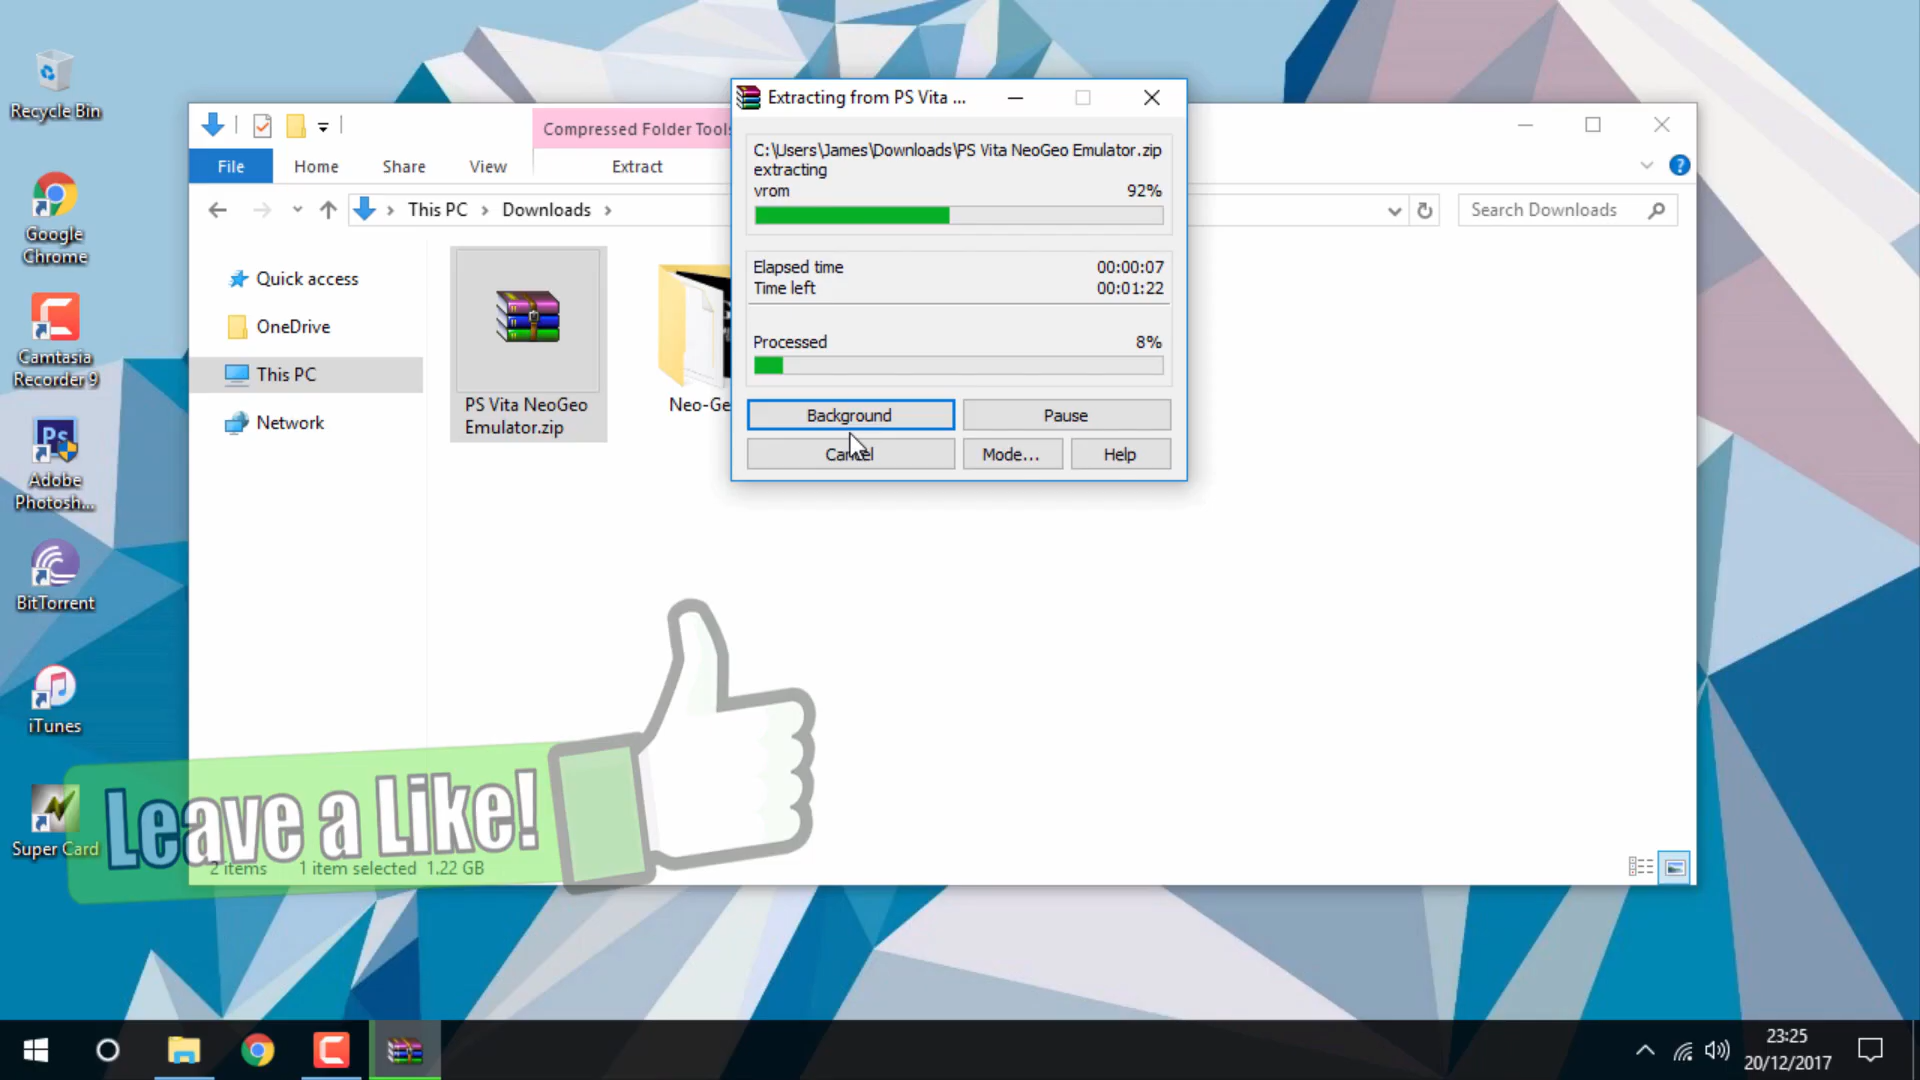 Recycle Bin
Google
Chrome
Camtasia
Recorder 9
Ps
Adobe
Photosh...
BitTorrent
iTunes
Super Card
Compressed Folder Tools
File
Home
Share
View
Extract
This PC
Downloads
Search Downloads
Quick access
OneDrive
This PC
Network
PS Vita NeoGeo
Emulator.zip
Neo-Ge
2 items
1 item selected 1.22 GB
Extracting from PS Vita ...
C:\Users\James\Downloads\PS Vita NeoGeo Emulator.zip
extracting
vrom 92%
Elapsed time 00:00:07
Time left 00:01:22
Processed 8%
Background
Pause
Cancel
Mode...
Help
Leave a Like!
23:25
20/12/2017